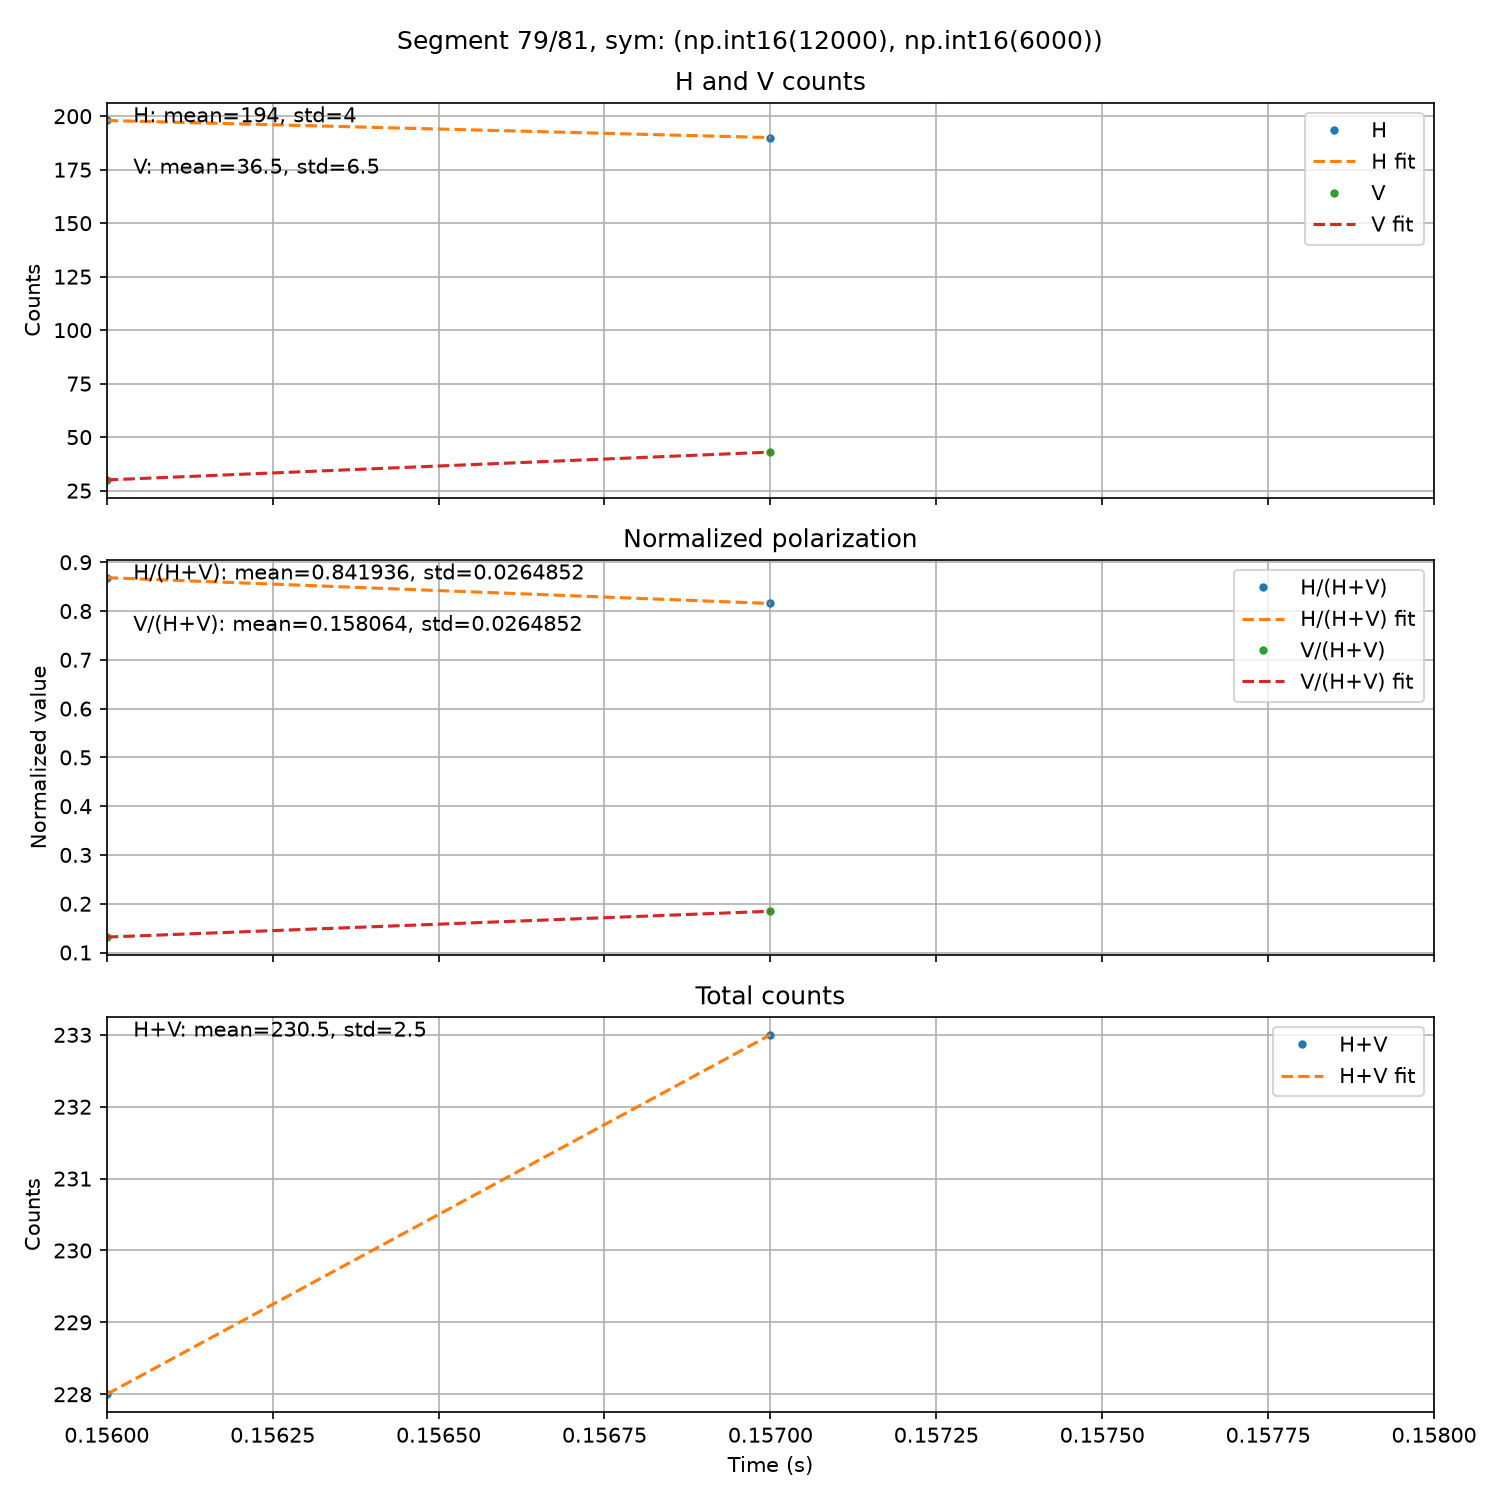 Segment 79/81, sym: (np.int16(12000), np.int16(6000))
H and V counts
H: mean=194, std=4
V: mean=36.5, std=6.5
H
H fit
V
V fit
200
175
150
125
100
75
50
25
Counts
Normalized polarization
H/(H+V): mean=0.841936, std=0.0264852
V/(H+V): mean=0.158064, std=0.0264852
H/(H+V)
H/(H+V) fit
V/(H+V)
V/(H+V) fit
0.9
0.8
0.7
0.6
0.5
0.4
0.3
0.2
0.1
Normalized value
Total counts
H+V: mean=230.5, std=2.5
H+V
H+V fit
233
232
231
230
229
228
Counts
0.15600 0.15625 0.15650 0.15675 0.15700 0.15725 0.15750 0.15775 0.15800
Time (s)